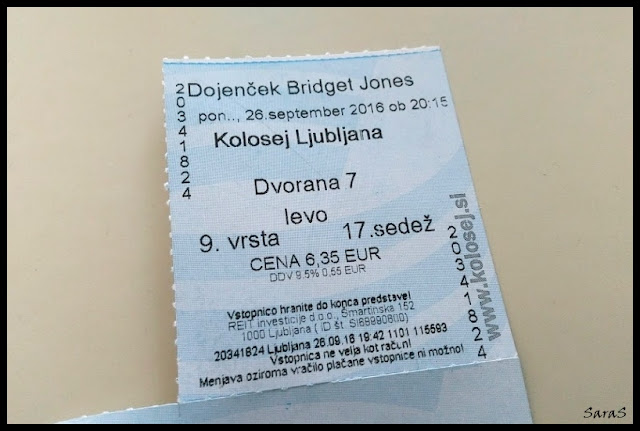 Dojenček Bridget Jones
pon.., 26.september 2016 ob 20:15
Kolosej Ljubljana
Dvorana 7
levo
9. vrsta 17.sedež
CENA 6,35 EUR
DDV 9.5% 0,55 EUR
Vstopnico hranite do konca predstave!
REIT investicije d.o.o., Šmartinska 152
1000 Ljubljana ( ID št. SI68990600)
20341824 Ljubljana 26.09.16 19:42 1101 115593
Vstopnica ne velja kot račun!
Menjava oziroma vračilo plačane vstopnice ni možno!
20341824
20341824
www.kolosej.si
SaraS